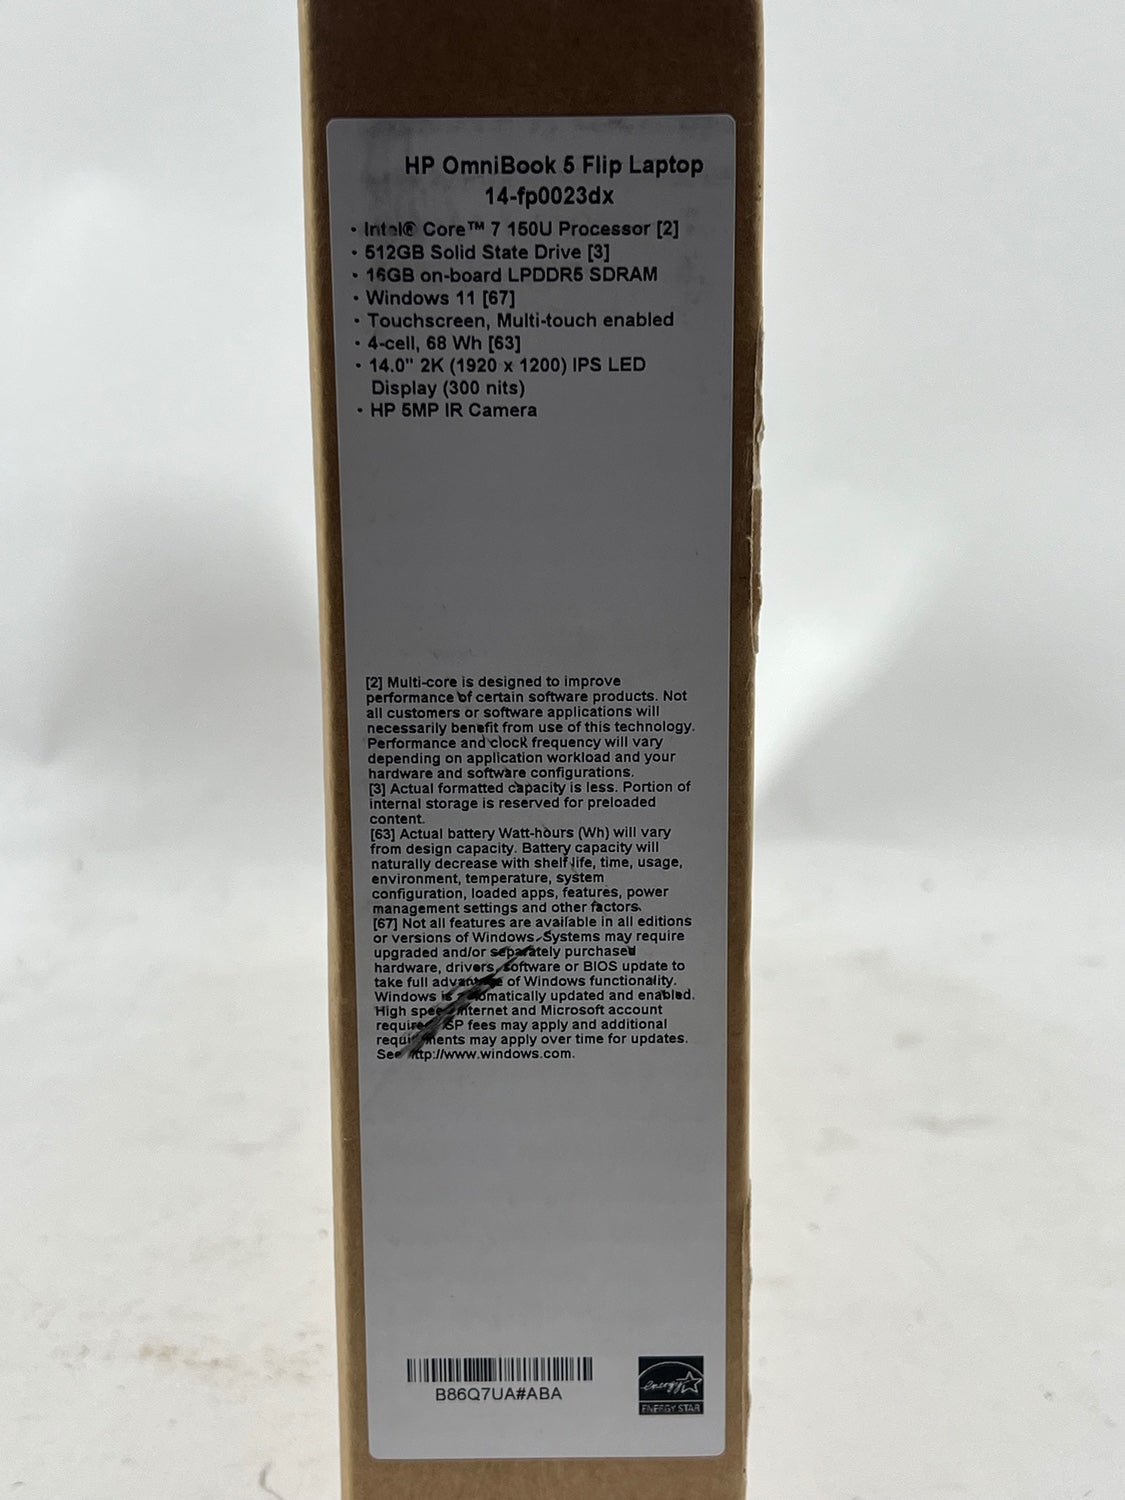 HP OmniBook 5 Flip Laptop
14-fp0023dx
• Intel® Core™ 7 150U Processor [2]
• 512GB Solid State Drive [3]
• 16GB on-board LPDDR5 SDRAM
• Windows 11 [67]
• Touchscreen, Multi-touch enabled
• 4-cell, 68 Wh [63]
• 14.0" 2K (1920 x 1200) IPS LED
Display (300 nits)
• HP 5MP IR Camera
[2] Multi-core is designed to improve
performance of certain software products. Not
all customers or software applications will
necessarily benefit from use of this technology.
Performance and clock frequency will vary
depending on application workload and your
hardware and software configurations.
[3] Actual formatted capacity is less. Portion of
internal storage is reserved for preloaded
content.
[63] Actual battery Watt-hours (Wh) will vary
from design capacity. Battery capacity will
naturally decrease with shelf life, time, usage,
environment, temperature, system
configuration, loaded apps, features, power
management settings and other factors.
[67] Not all features are available in all editions
or versions of Windows. Systems may require
upgraded and/or separately purchased
hardware, drivers, software or BIOS update to
take full advantage of Windows functionality.
Windows is automatically updated and enabled.
High speed internet and Microsoft account
required. ISP fees may apply and additional
requirements may apply over time for updates.
See http://www.windows.com.
B86Q7UA#ABA
energy
ENERGY STAR